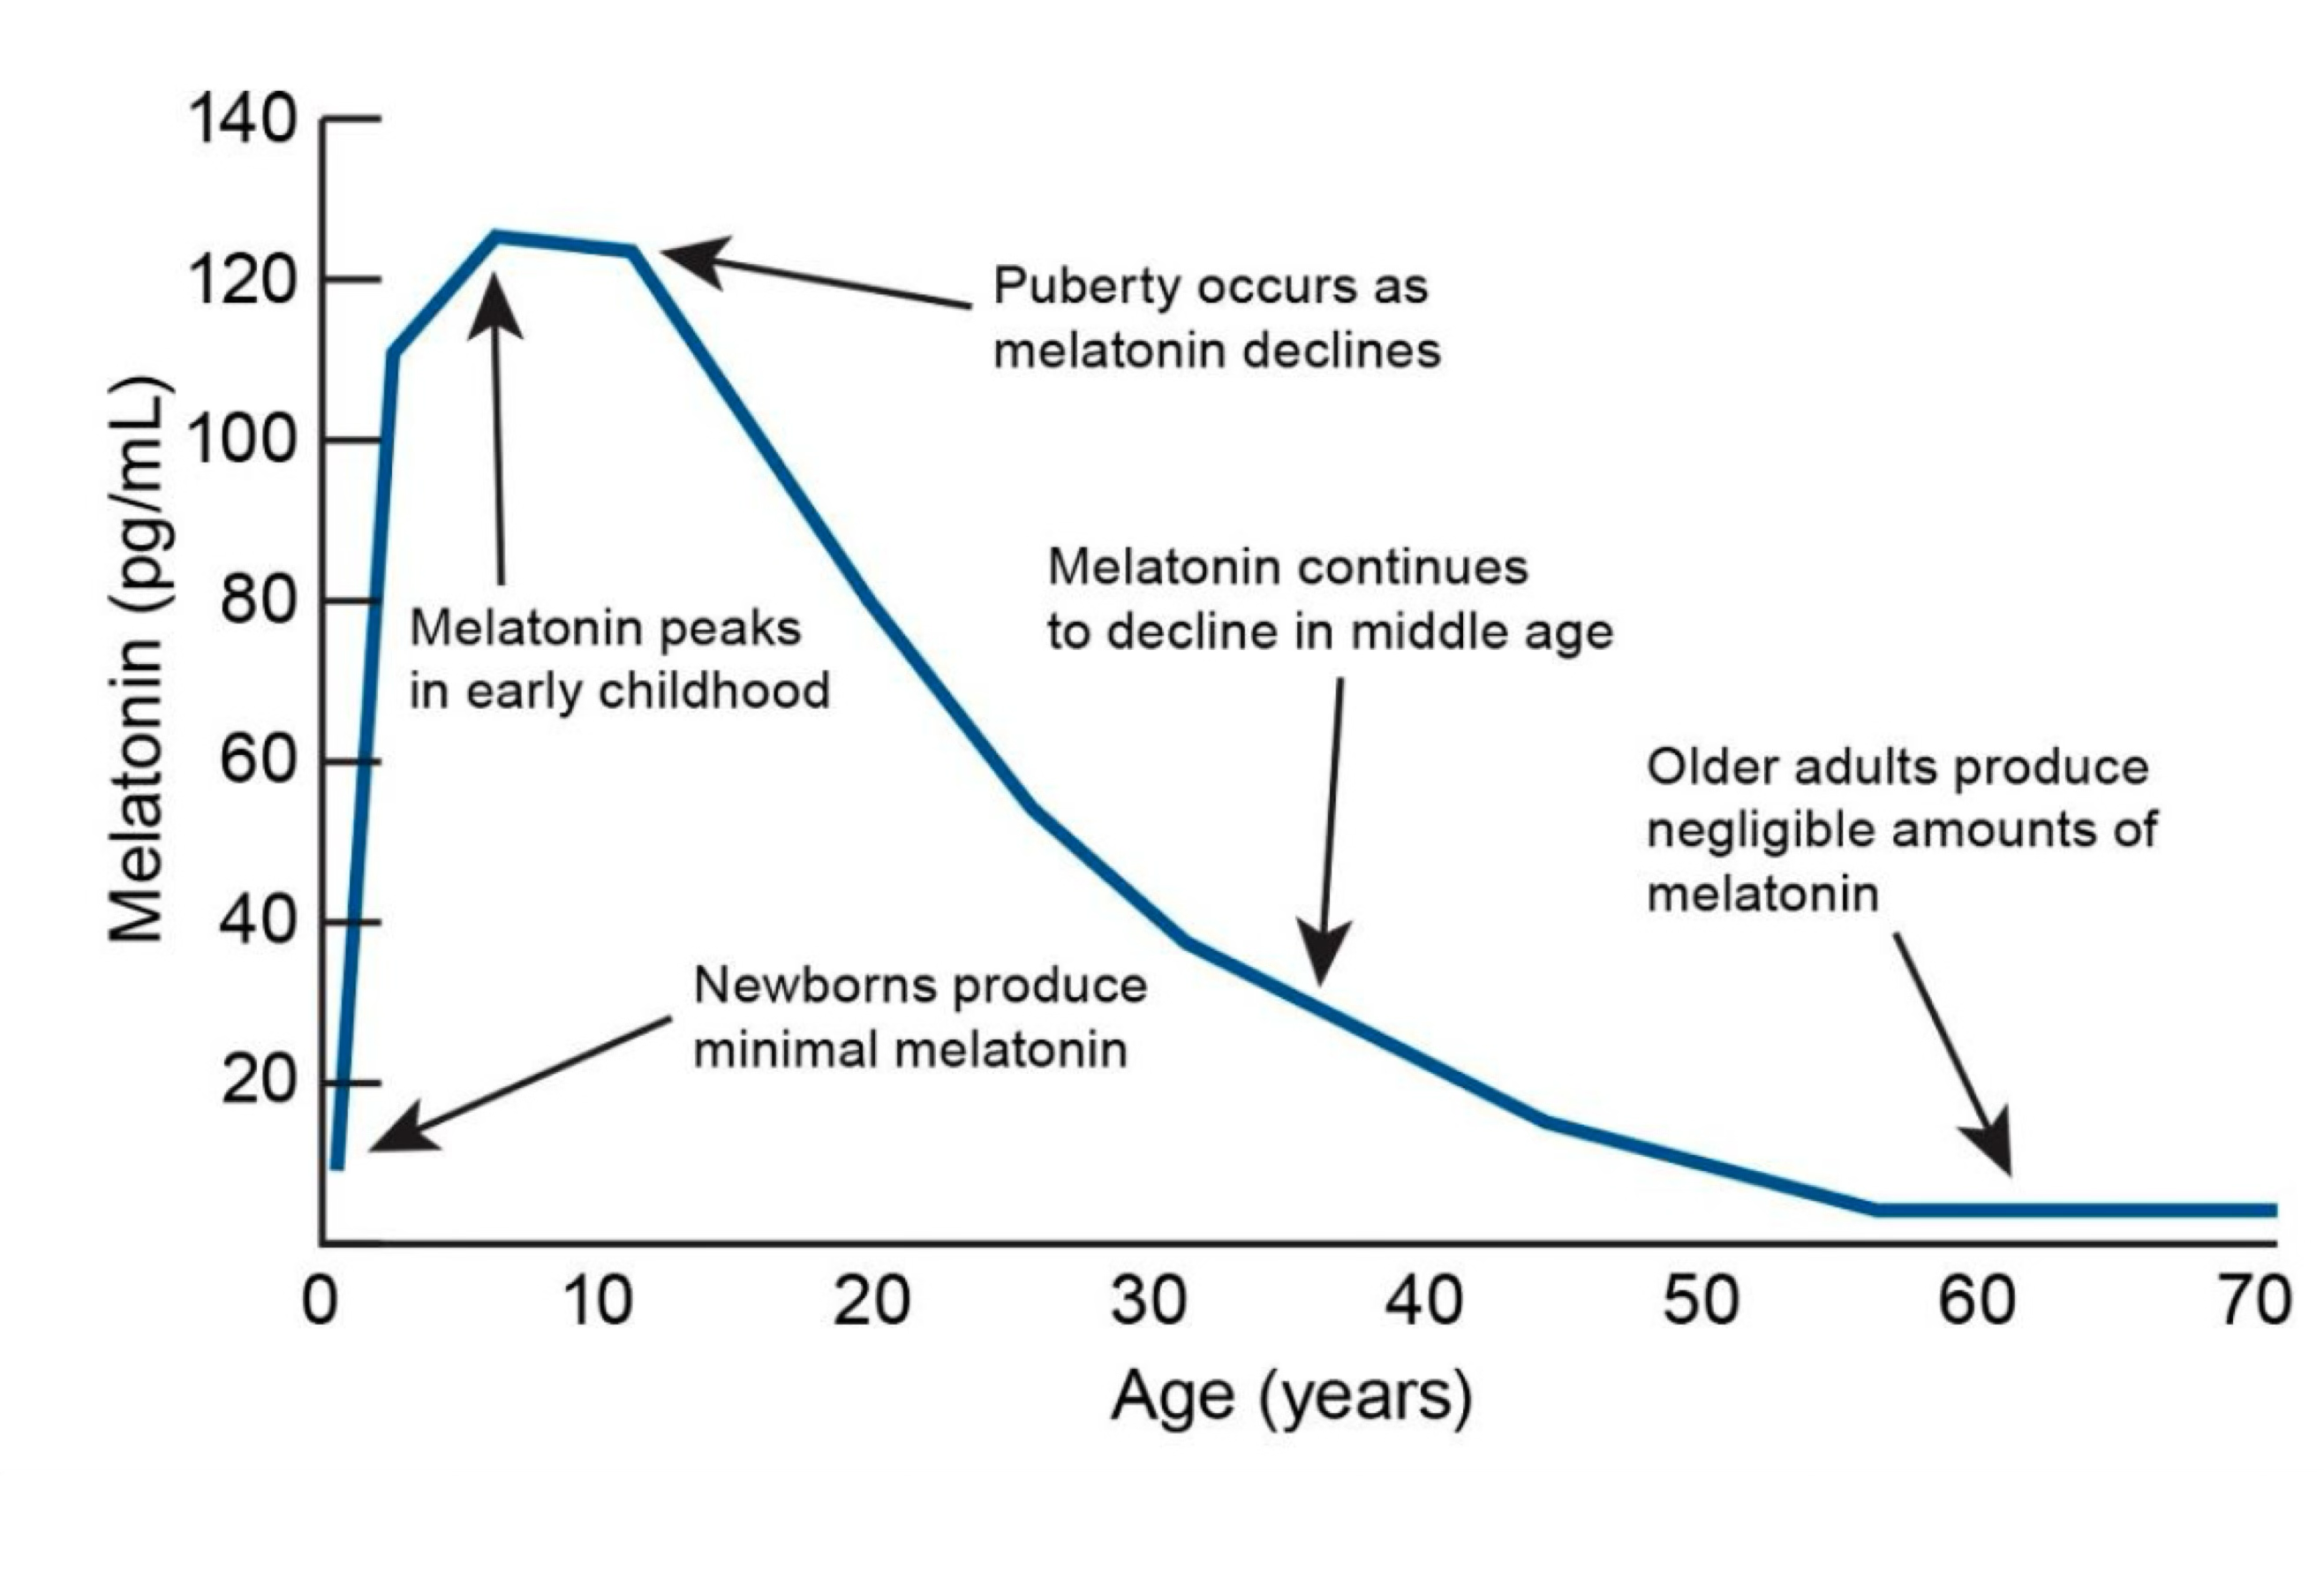 140
120
100
80
60
40
20
Melatonin (pg/mL)
Puberty occurs as
melatonin declines
Melatonin peaks
in early childhood
Melatonin continues
to decline in middle age
Older adults produce
negligible amounts of
melatonin
Newborns produce
minimal melatonin
0 10 20 30 40 50 60 70
Age (years)